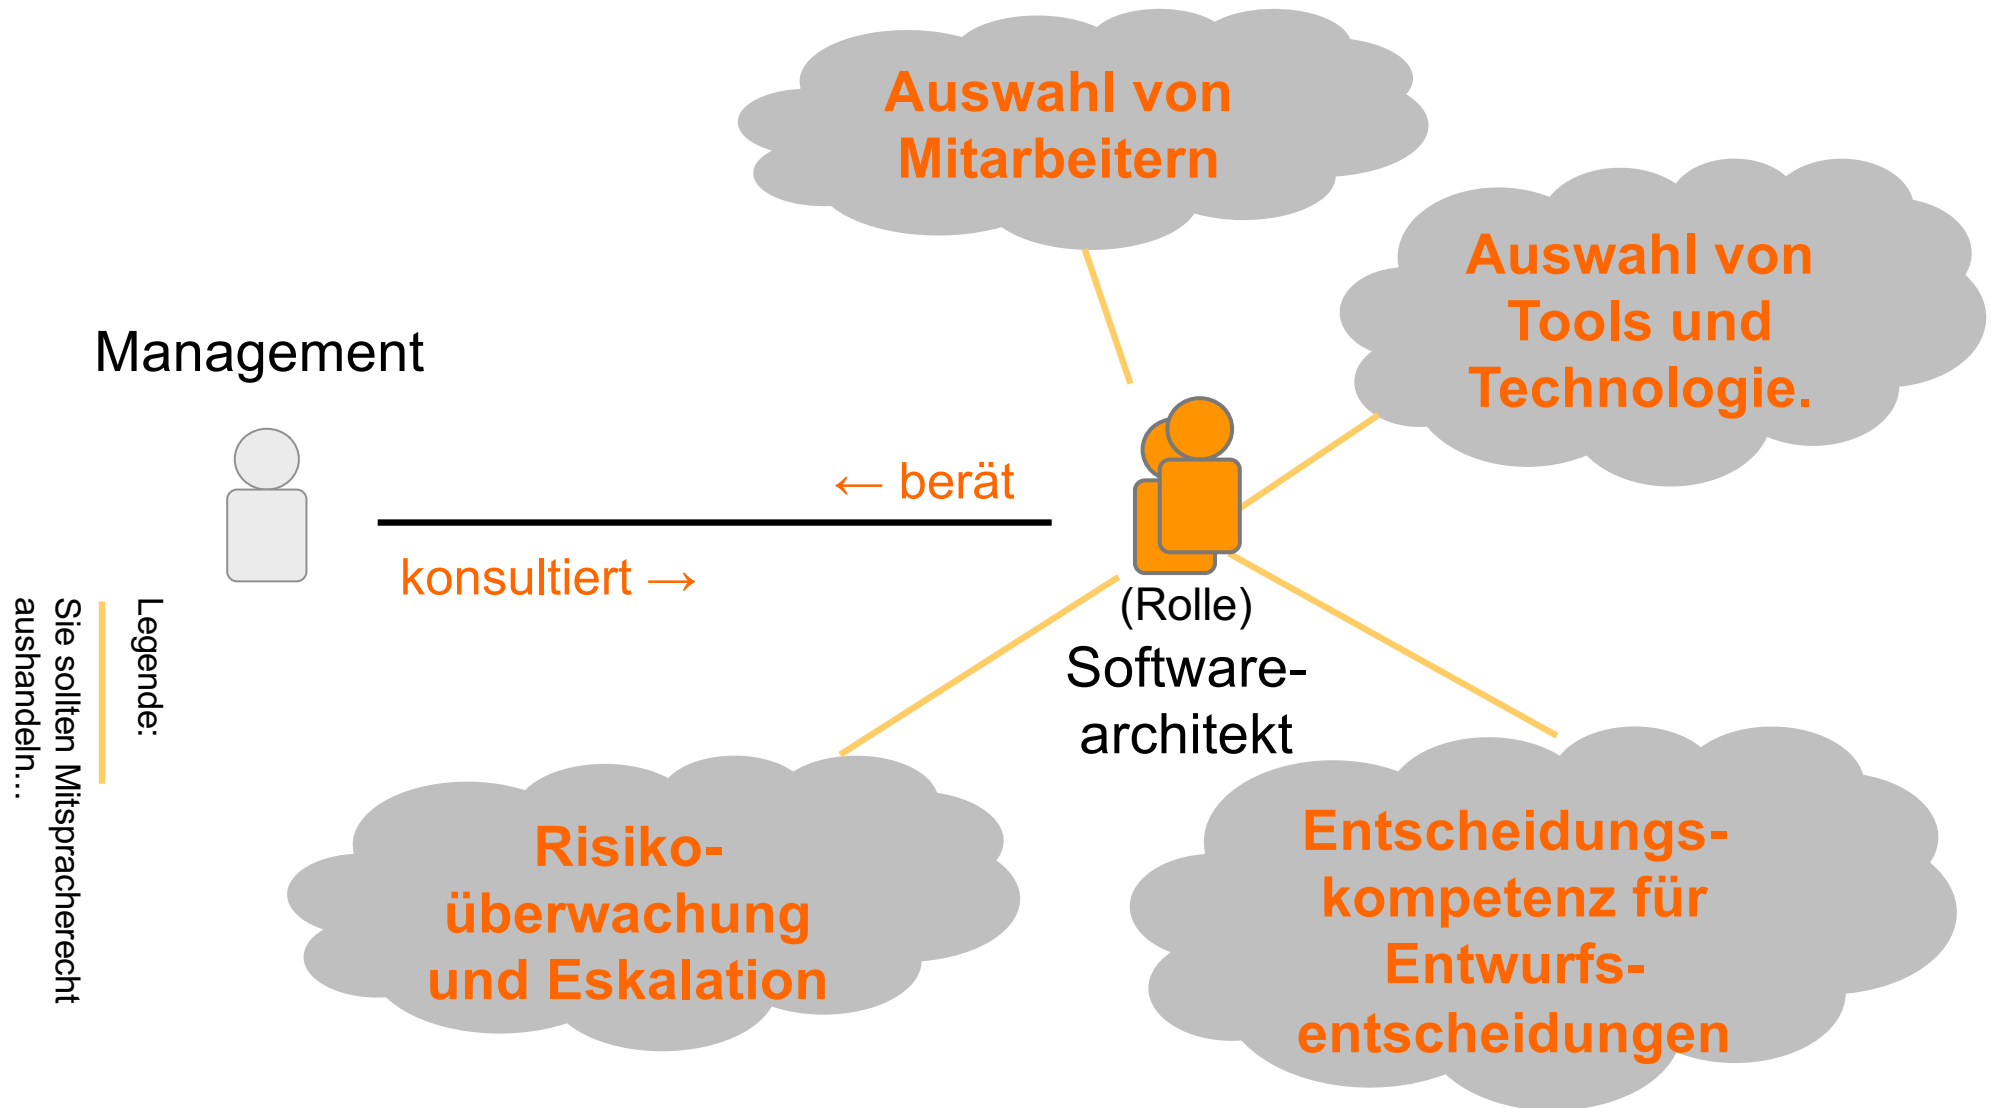 Auswahl von
Mitarbeitern
Auswahl von
Tools und
Technologie.
Management
← berät
konsultiert →
(Rolle)
Software-
architekt
Legende:
Sie sollten Mitspracherecht
aushandeln...
Risiko-
überwachung
und Eskalation
Entscheidungs-
kompetenz für
Entwurfs-
entscheidungen